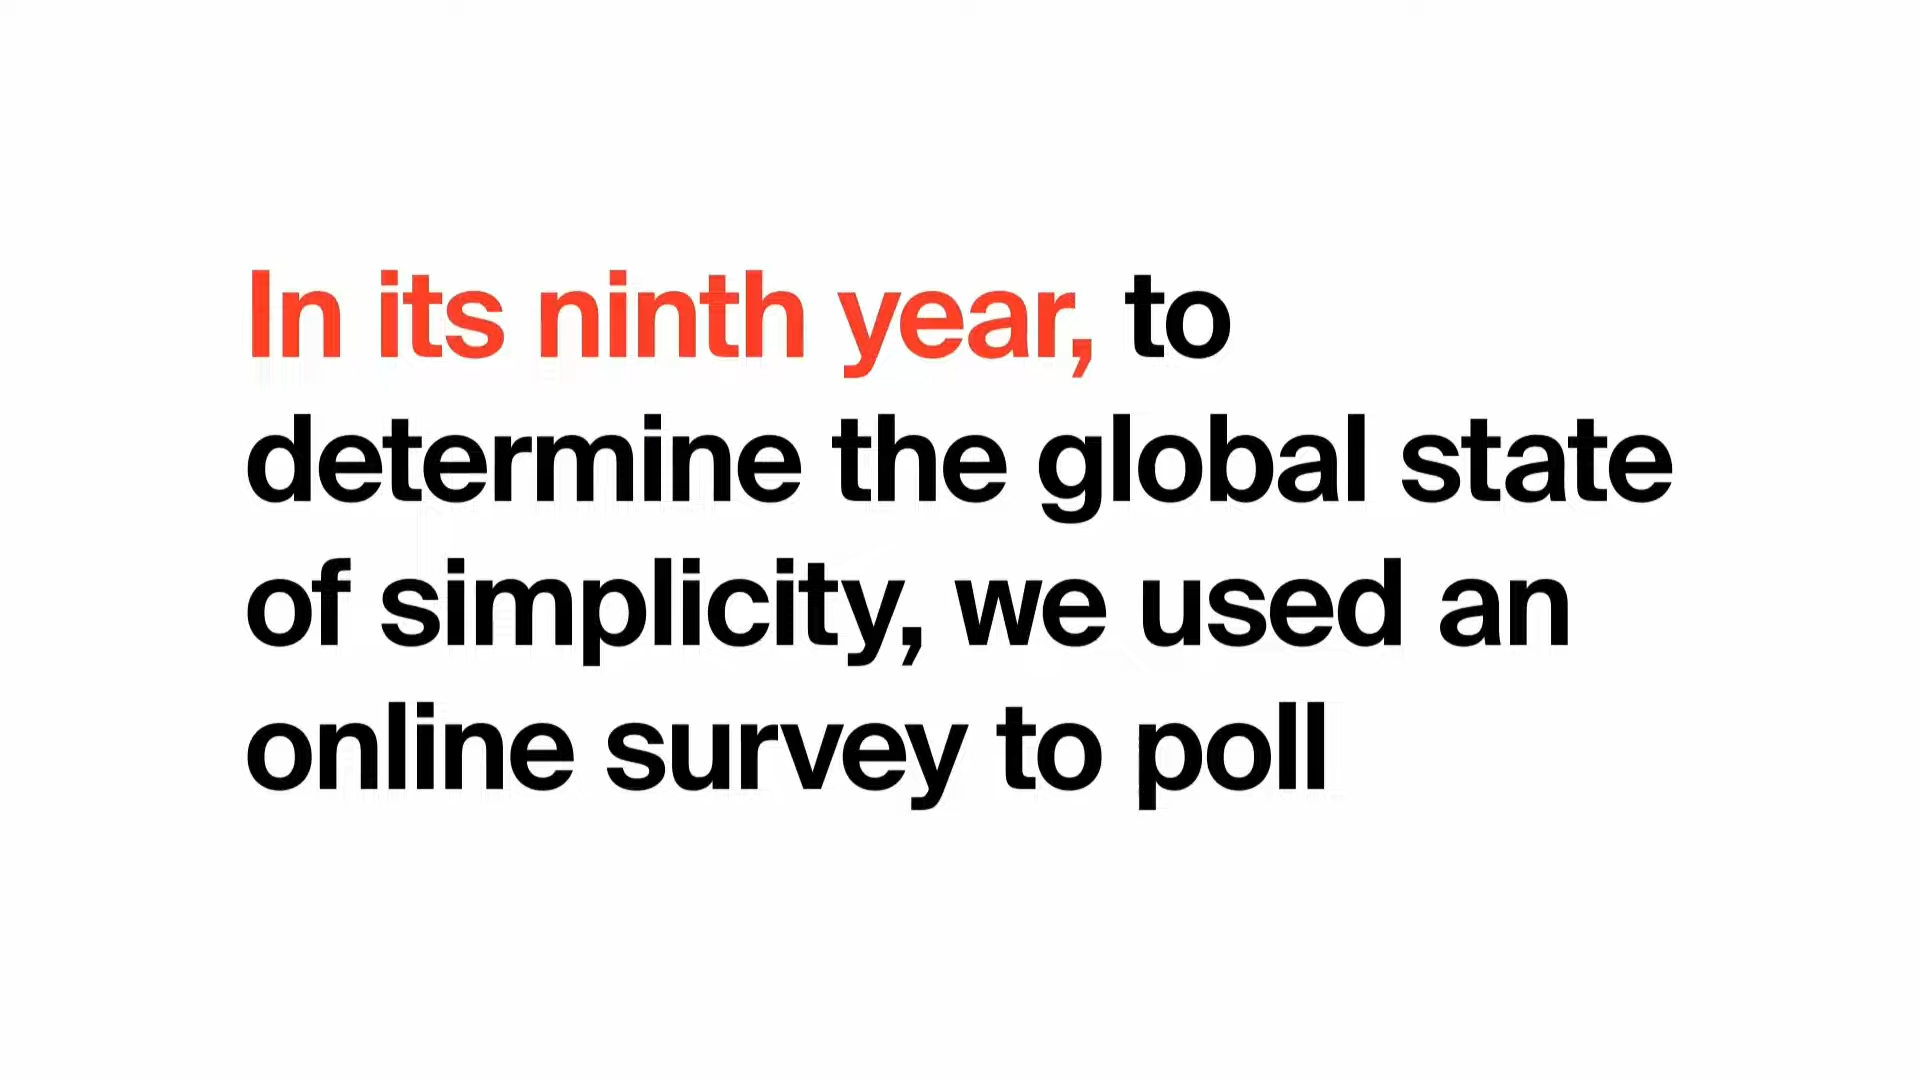 In its ninth year, to
determine the global state
of simplicity, we used an
online survey to poll